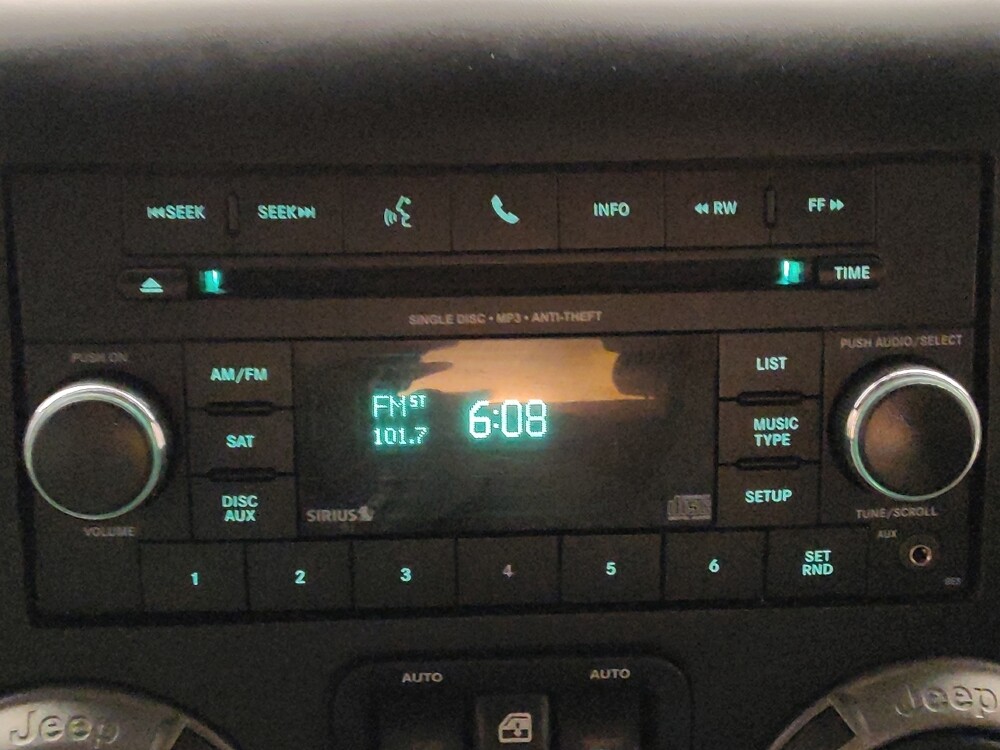 SEEK
SEEK
INFO
RW
FF
TIME
SINGLE DISC • MP3 • ANTI-THEFT
PUSH ON
PUSH AUDIO/SELECT
AM/FM
SAT
DISC
AUX
VOLUME
FM ST
101.7
6:08
SIRIUS
LIST
MUSIC
TYPE
SETUP
TUNE/SCROLL
AUX
1
2
3
4
5
6
SET
RND
AUTO
AUTO
Jeep
Jeep